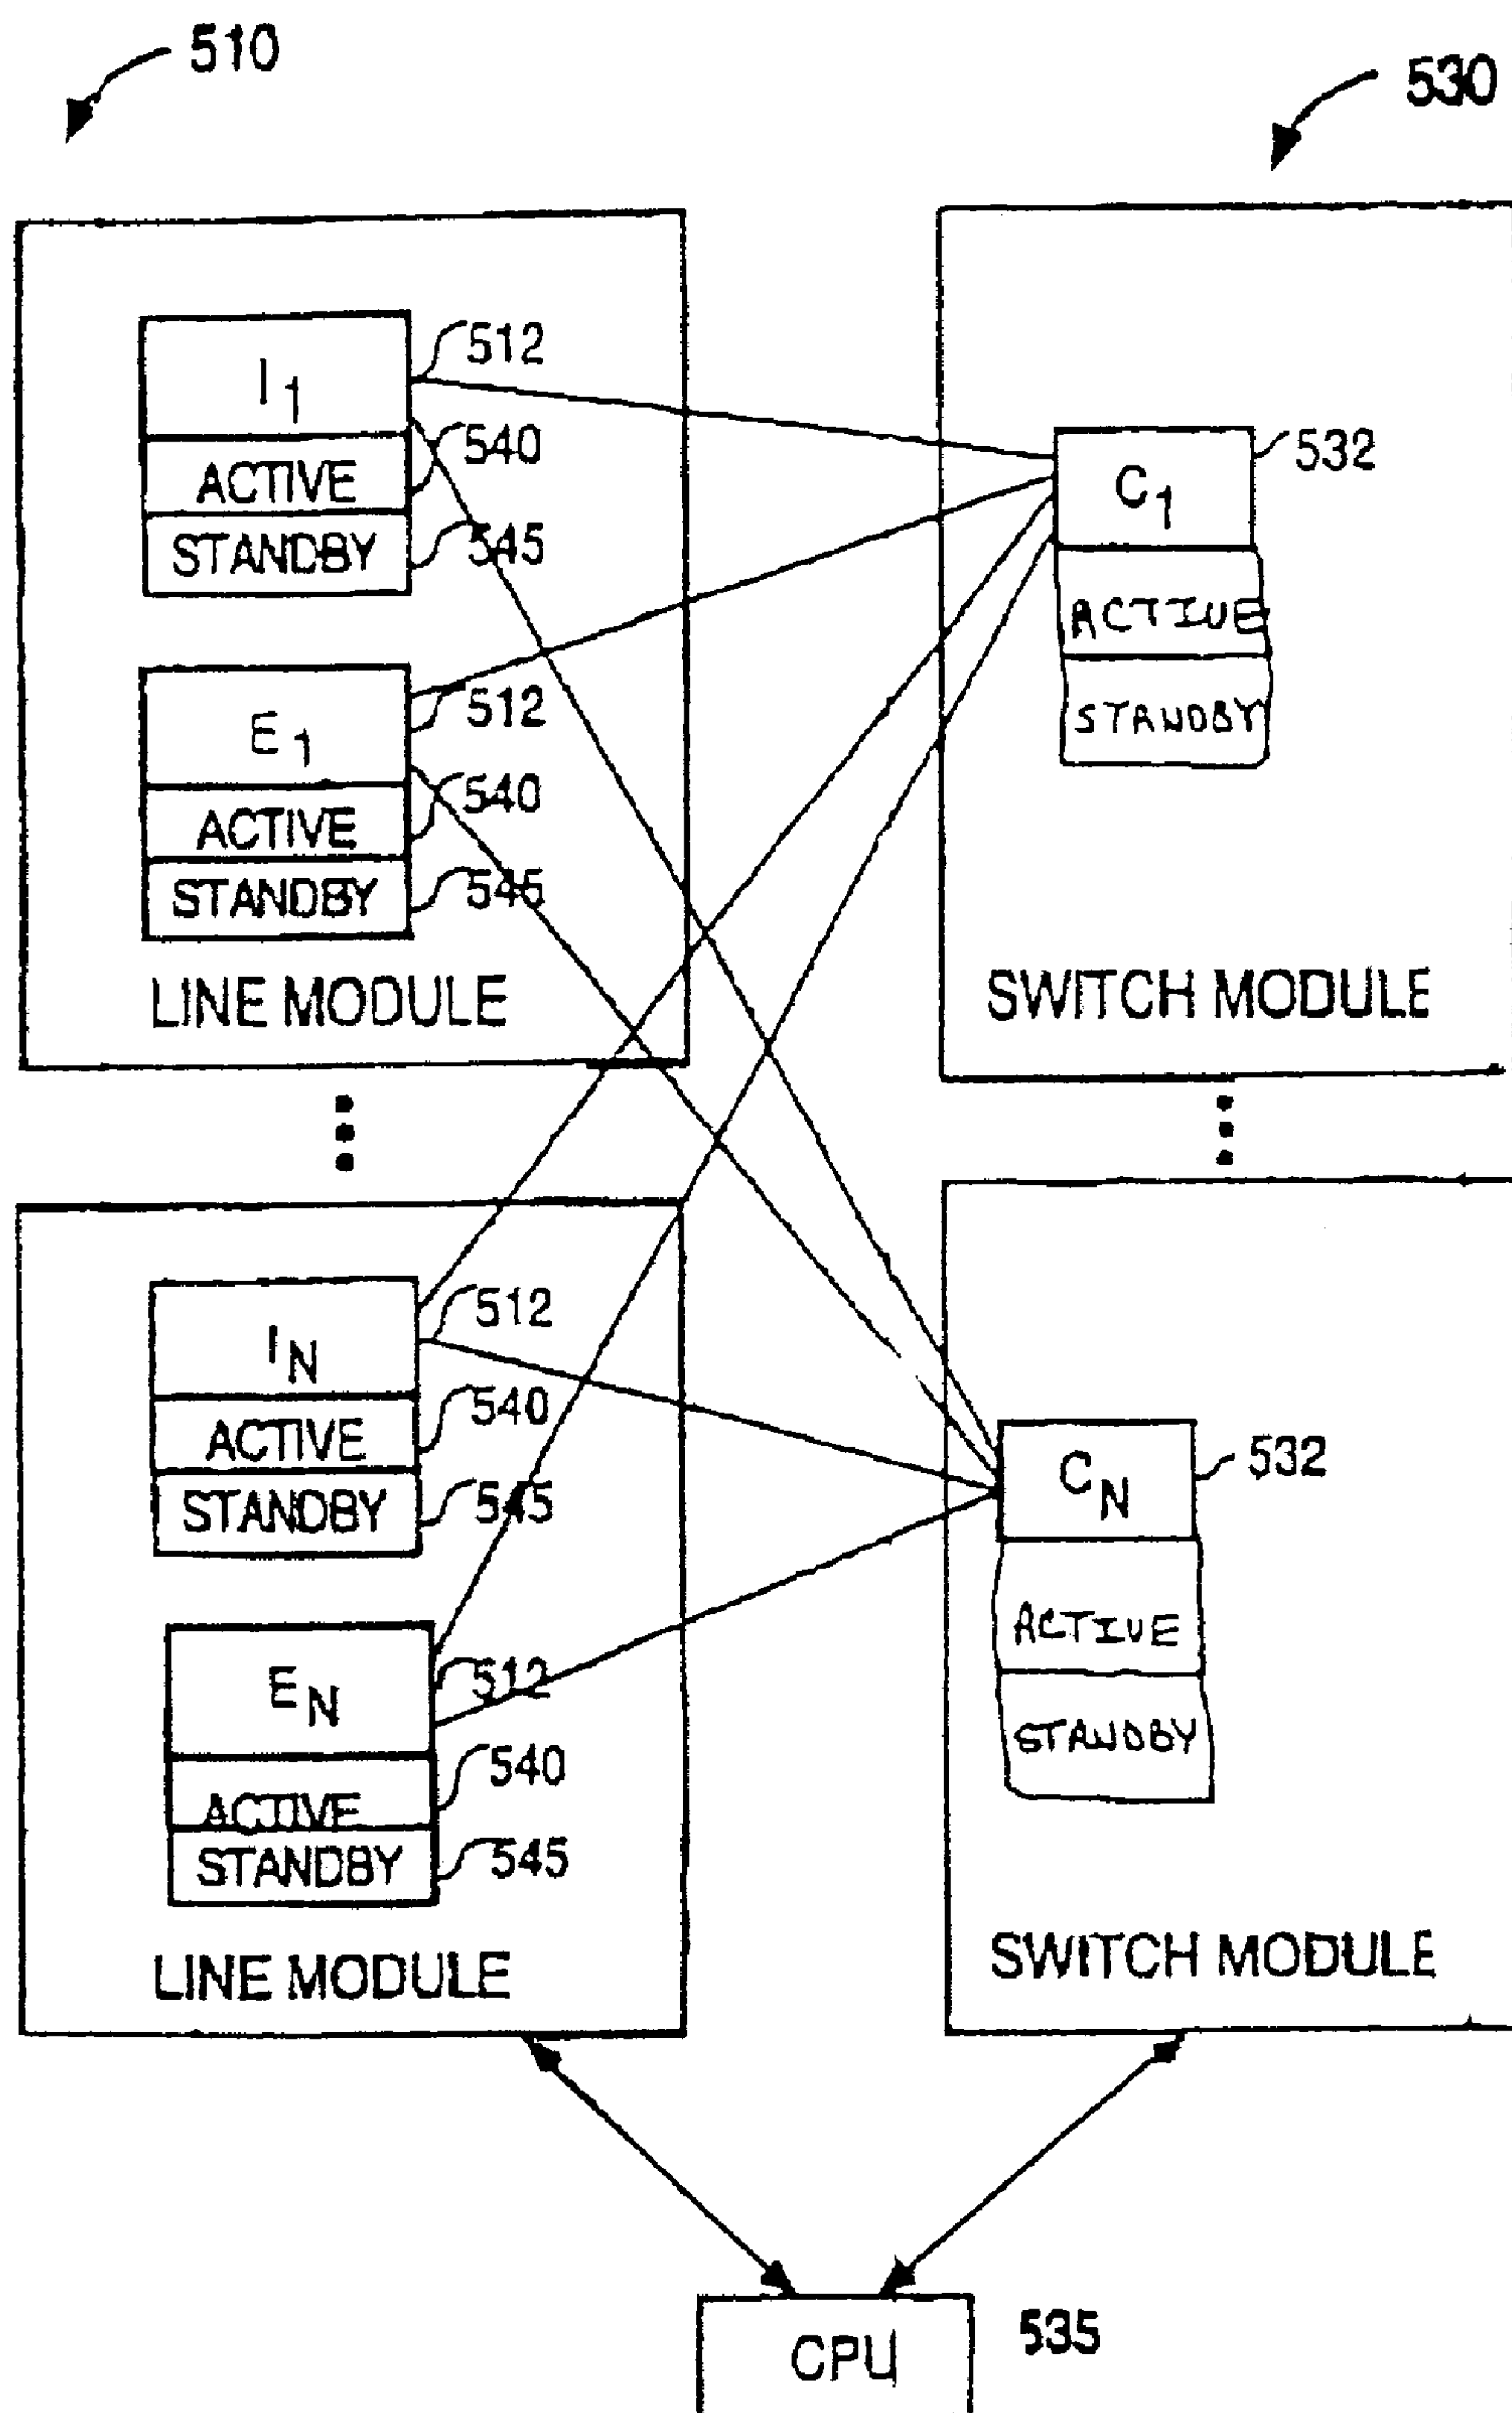 510
530
I1
512
ACTIVE
540
STANDBY
545
E1
512
ACTIVE
540
STANDBY
545
LINE MODULE
C1
532
ACTIVE
STANDBY
SWITCH MODULE
IN
512
ACTIVE
540
STANDBY
545
EN
512
ACTIVE
540
STANDBY
545
LINE MODULE
CN
532
ACTIVE
STANDBY
SWITCH MODULE
CPU
535